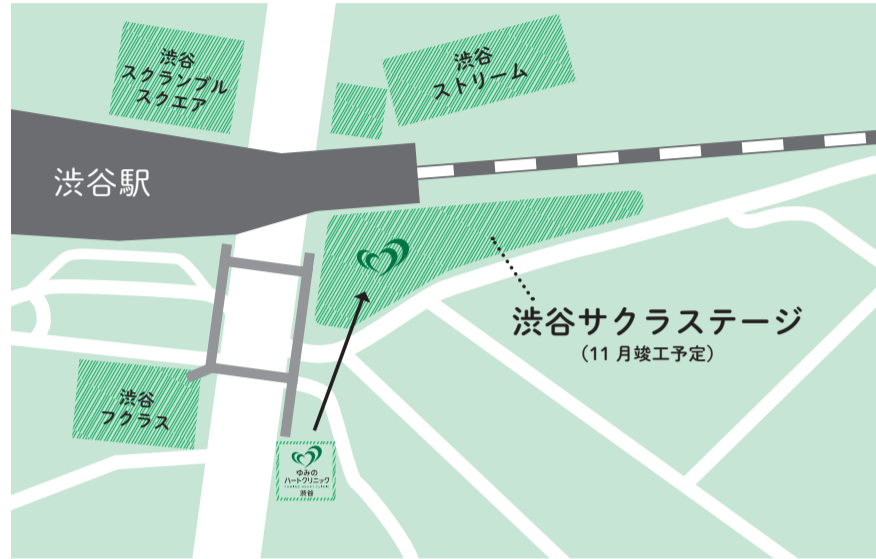 渋谷
スクランブル
スクエア
渋谷
ストリーム
渋谷駅
渋谷サクラステージ
（11 月竣工予定）
渋谷
フクラス
ゆみの
ハートクリニック
渋谷